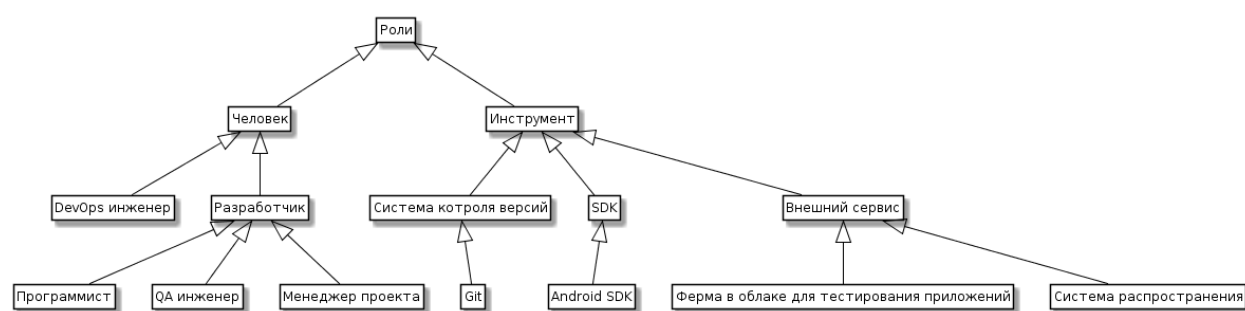 Роли
Человек
Инструмент
DevOps инженер
Разработчик
Система котроля версий
SDK
Внешний сервис
Программист
QA инженер
Менеджер проекта
Git
Android SDK
Ферма в облаке для тестирования приложений
Система распространения